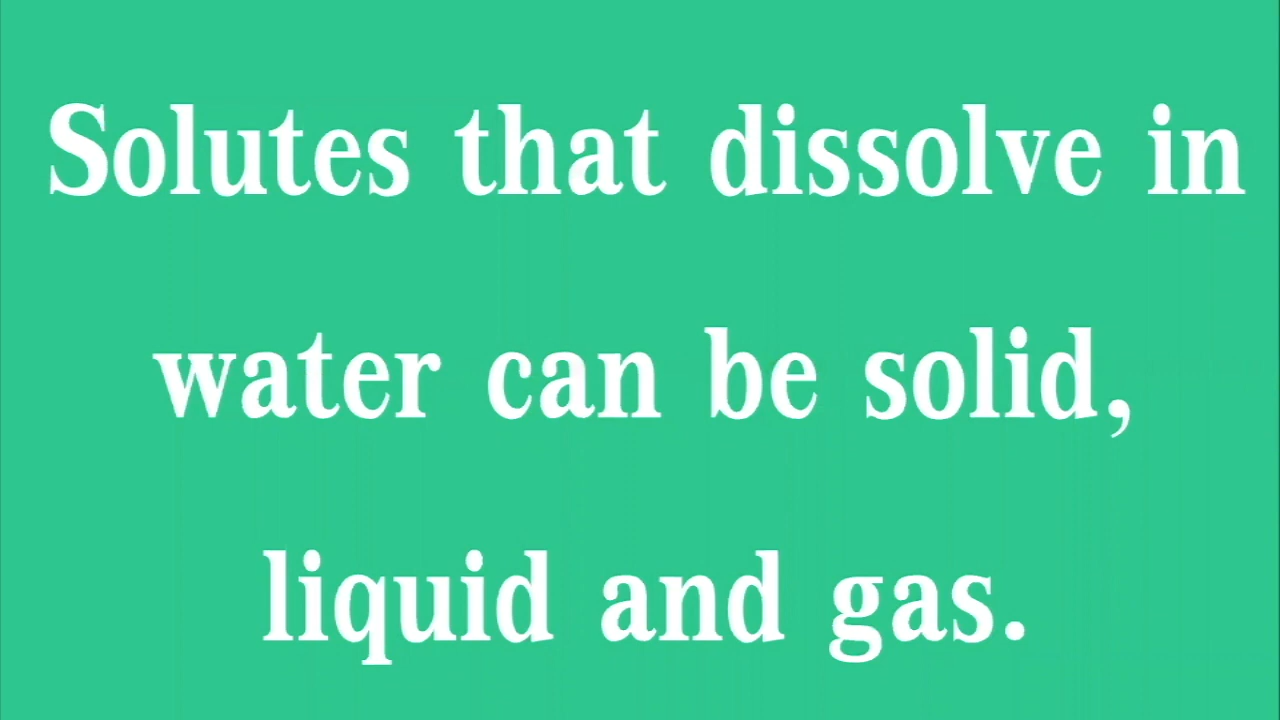 Solutes that dissolve in
water can be solid,
liquid and gas.